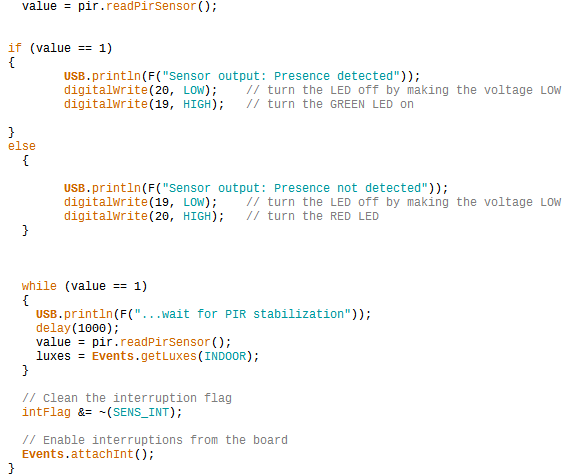 value = pir.readPirSensor();
if (value == 1)
{
USB.println(F("Sensor output: Presence detected"));
digitalWrite(20, LOW);    // turn the LED off by making the voltage LOW
digitalWrite(19, HIGH);   // turn the GREEN LED on
}
else
{
USB.println(F("Sensor output: Presence not detected"));
digitalWrite(19, LOW);    // turn the LED off by making the voltage LOW
digitalWrite(20, HIGH);   // turn the RED LED
}
while (value == 1)
{
USB.println(F("...wait for PIR stabilization"));
delay(1000);
value = pir.readPirSensor();
luxes = Events.getLuxes(INDOOR);
}
// Clean the interruption flag
intFlag &= ~(SENS_INT);
// Enable interruptions from the board
Events.attachInt();
}